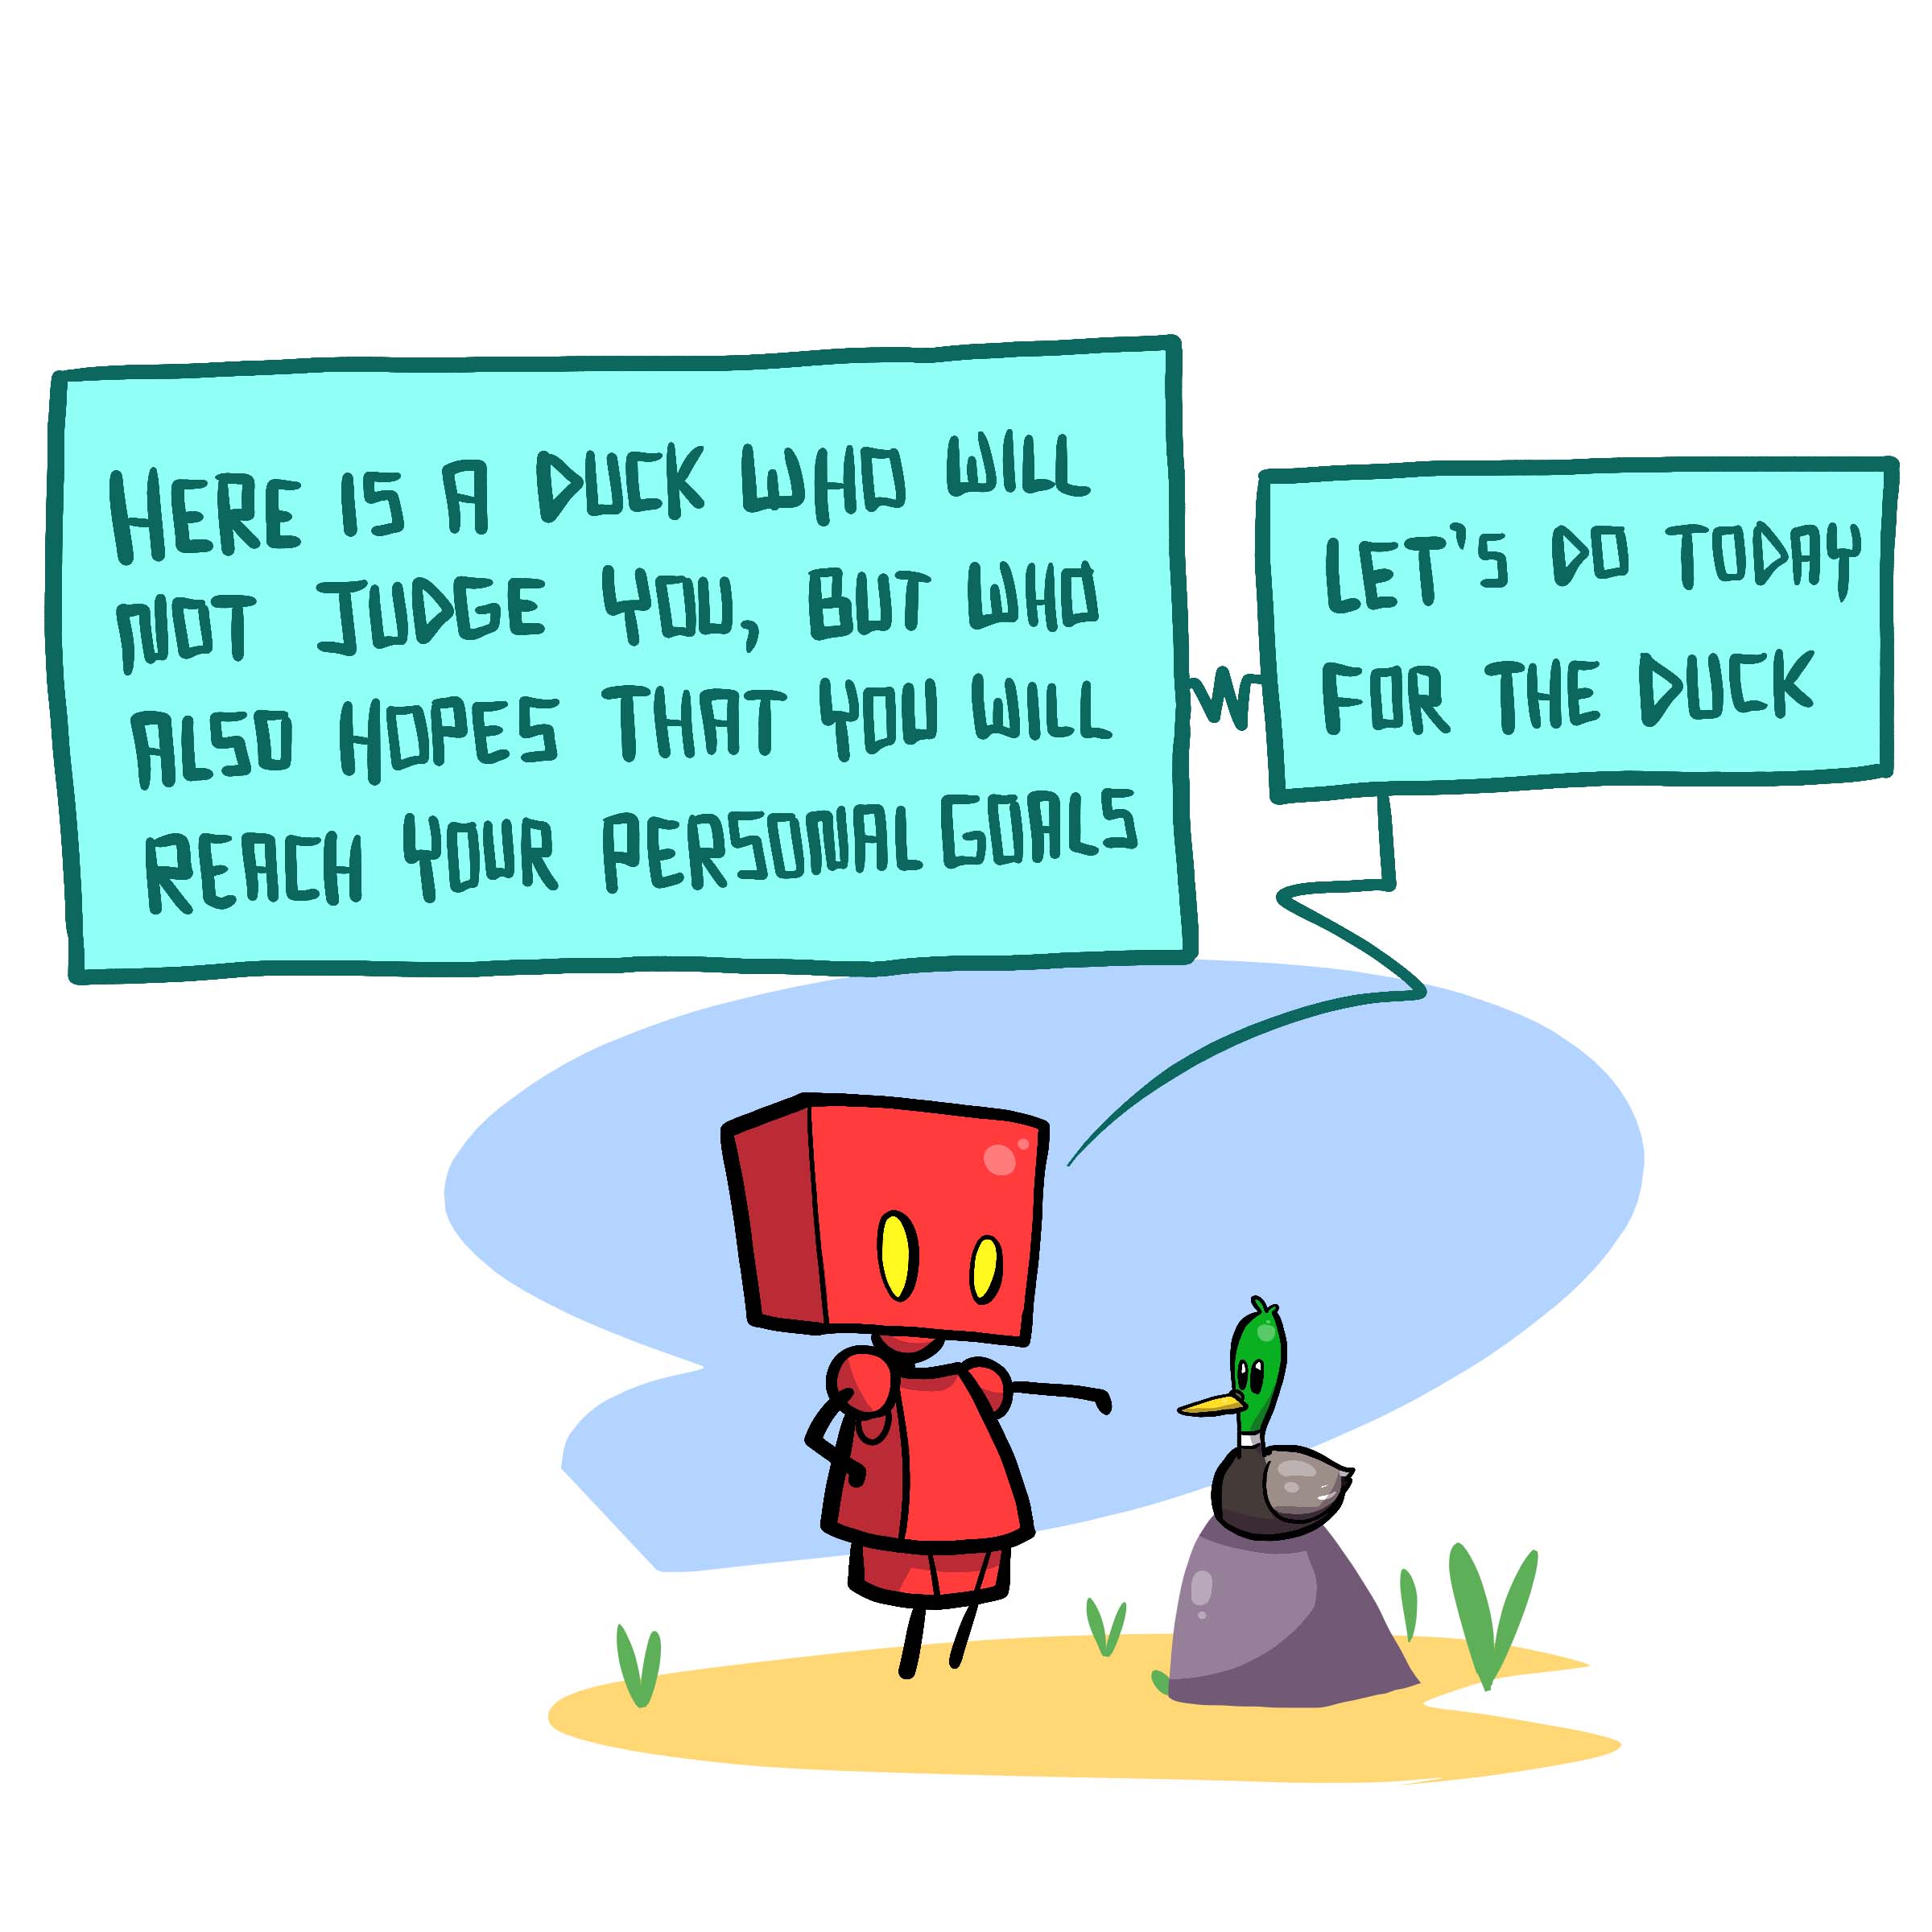 HERE IS A DUCK WHO WILL
NOT JUDGE YOU, BUT WHO
ALSO HOPES THAT YOU WILL
REACH YOUR PERSONAL GOALS
LET'S DO TODAY
FOR THE DUCK